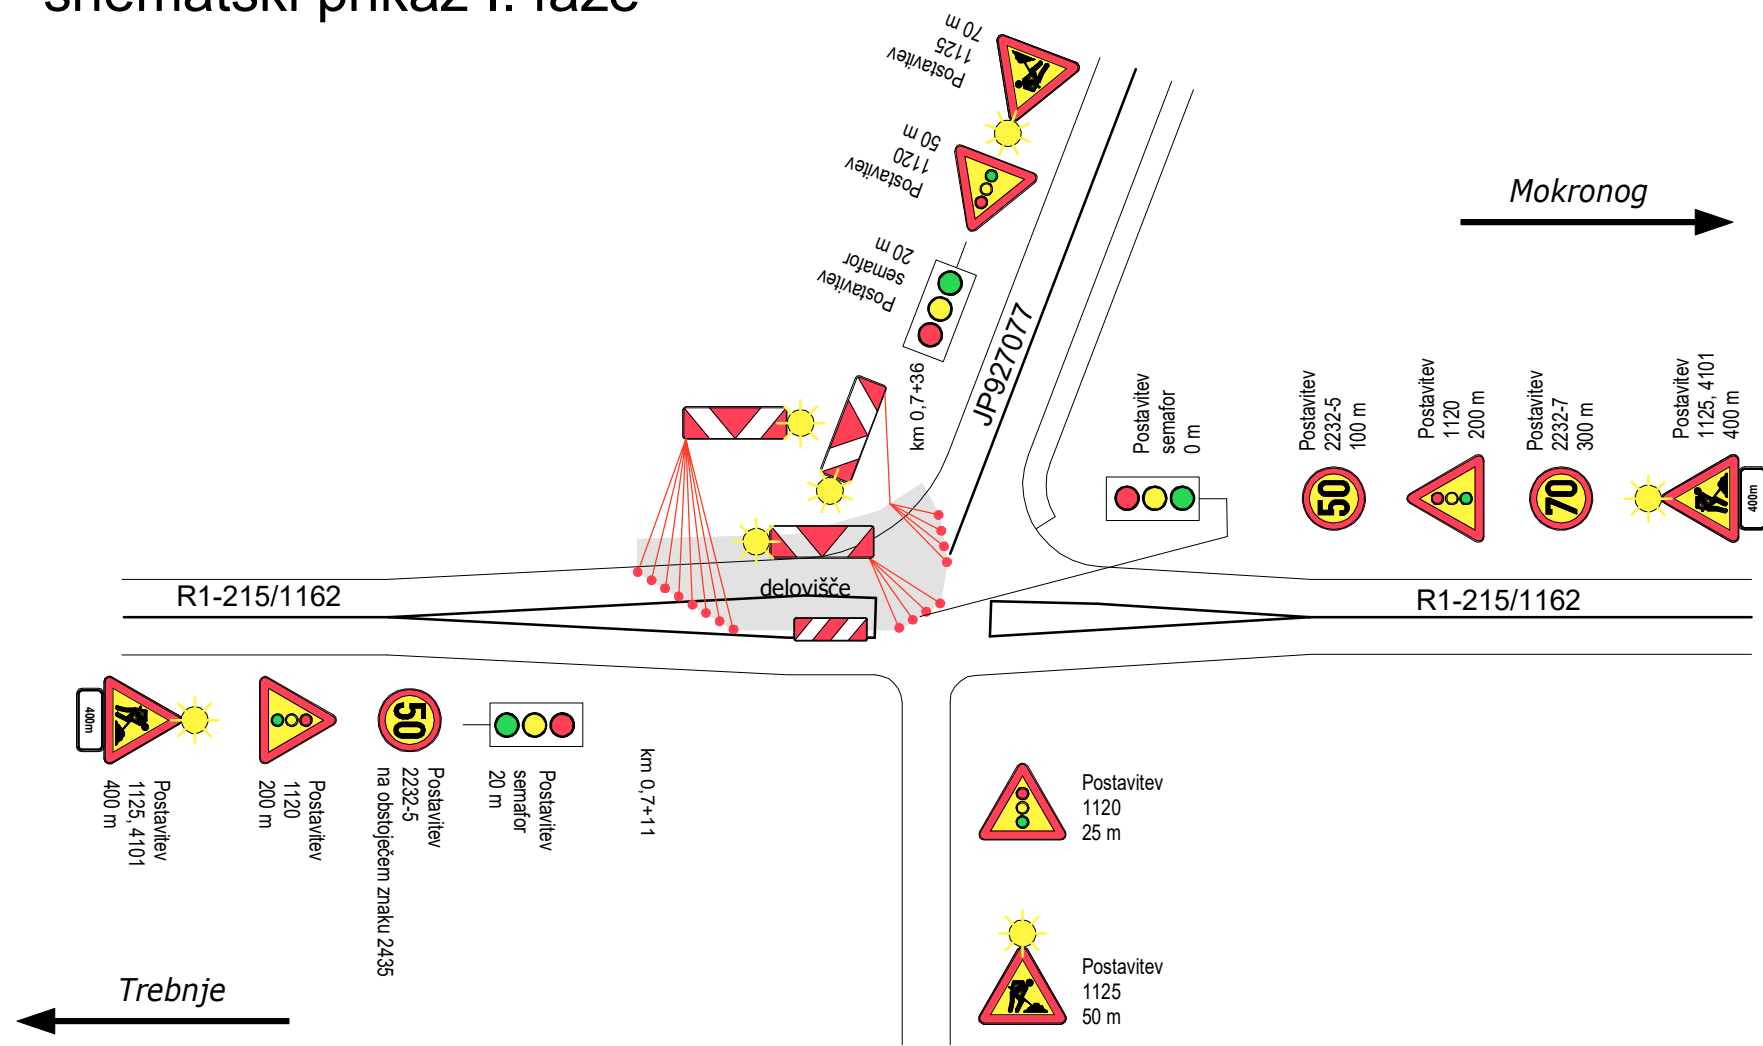 shematski prikaz I. faze
Postavitev
1125
70 m
Postavitev
1120
50 m
Postavitev
semafor
20 m
km 0,7+36
JP927077
Mokronog
Postavitev
semafor
0 m
Postavitev
2232-5
100 m
Postavitev
1120
200 m
Postavitev
2232-7
300 m
Postavitev
1125, 4101
400 m
50
70
400m
R1-215/1162
delovišče
R1-215/1162
400m
50
Postavitev
1125, 4101
400 m
Postavitev
1120
200 m
Postavitev
2232-5
na obstoječem znaku 2435
Postavitev
semafor
20 m
km 0,7+11
Postavitev
1120
25 m
Postavitev
1125
50 m
Trebnje